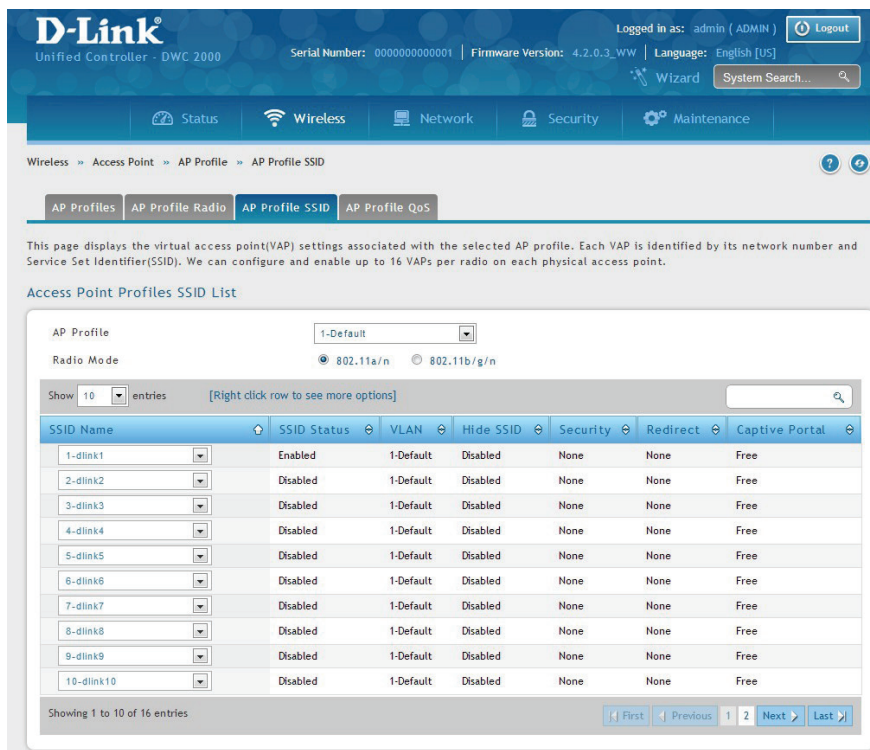 D-Link®
Unified Controller - DWC 2000
Logged in as: admin ( ADMIN ) Logout
Serial Number: 0000000000001 | Firmware Version: 4.2.0.3_WW | Language: English [US]
Wizard System Search...
Status Wireless Network Security Maintenance
Wireless » Access Point » AP Profile » AP Profile SSID
AP Profiles AP Profile Radio AP Profile SSID AP Profile QoS
This page displays the virtual access point(VAP) settings associated with the selected AP profile. Each VAP is identified by its network number and
Service Set Identifier(SSID). We can configure and enable up to 16 VAPs per radio on each physical access point.
Access Point Profiles SSID List
AP Profile 1-Default
Radio Mode 802.11a/n 802.11b/g/n
Show 10 entries [Right click row to see more options]
SSID Name SSID Status VLAN Hide SSID Security Redirect Captive Portal
1-dlink1 Enabled 1-Default Disabled None None Free
2-dlink2 Disabled 1-Default Disabled None None Free
3-dlink3 Disabled 1-Default Disabled None None Free
4-dlink4 Disabled 1-Default Disabled None None Free
5-dlink5 Disabled 1-Default Disabled None None Free
6-dlink6 Disabled 1-Default Disabled None None Free
7-dlink7 Disabled 1-Default Disabled None None Free
8-dlink8 Disabled 1-Default Disabled None None Free
9-dlink9 Disabled 1-Default Disabled None None Free
10-dlink10 Disabled 1-Default Disabled None None Free
Showing 1 to 10 of 16 entries First Previous 1 2 Next Last